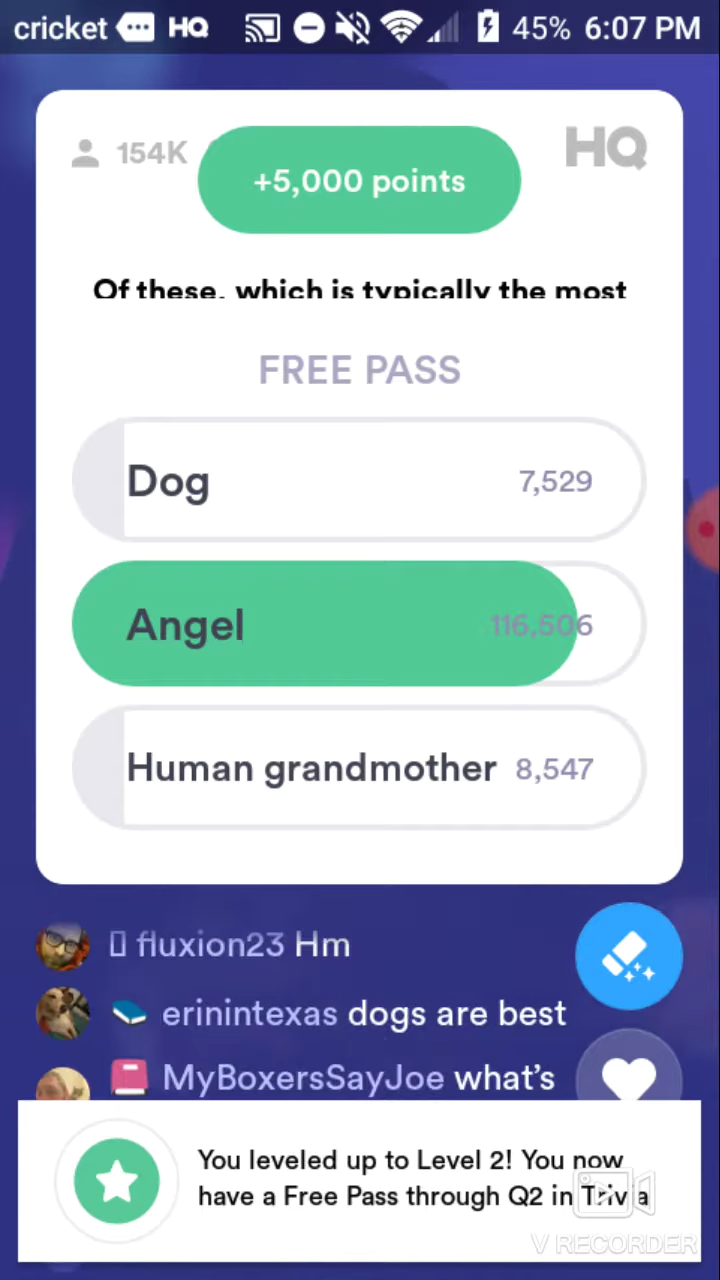 cricket HQ 45% 6:07 PM
154K
+5,000 points
HQ
Of these, which is typically the most
FREE PASS
Dog 7,529
Angel 116,506
Human grandmother 8,547
fluxion23 Hm
erinintexas dogs are best
MyBoxersSayJoe what's
You leveled up to Level 2! You now
have a Free Pass through Q2 in Trivia
V RECORDER